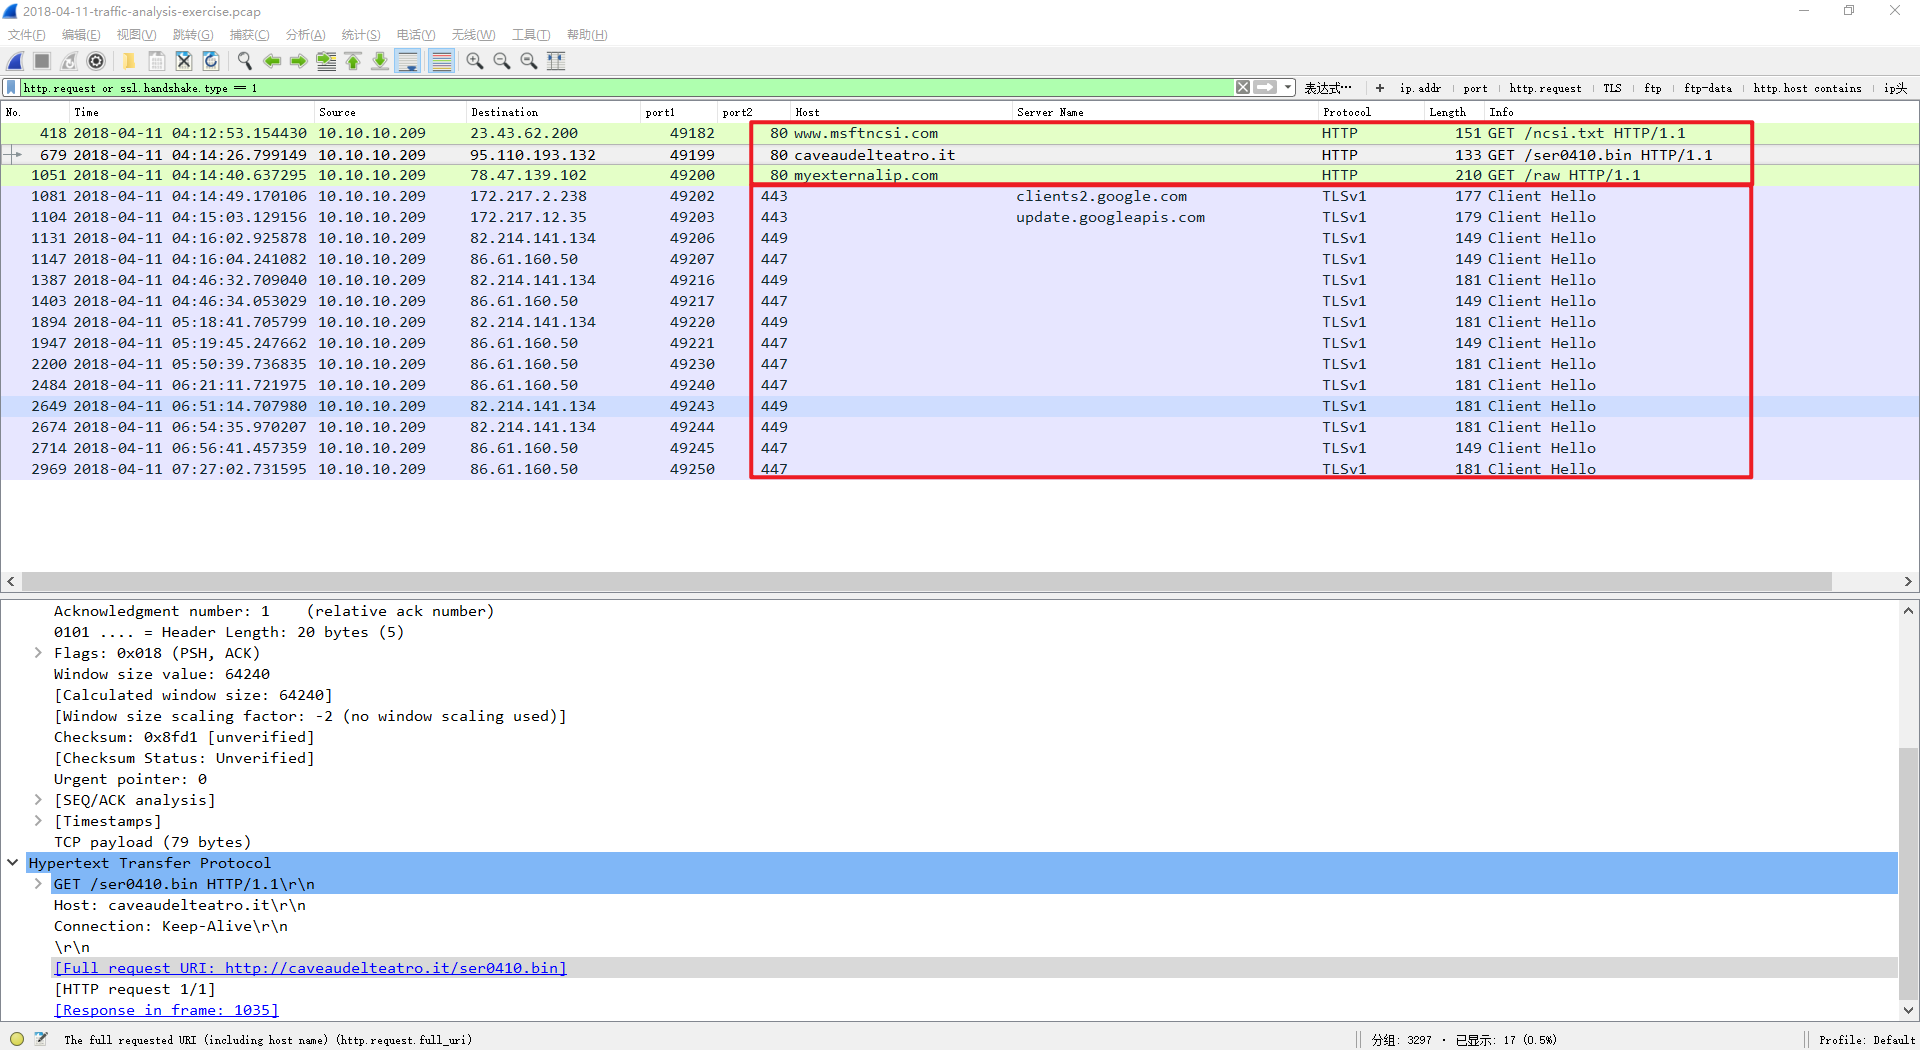 2018-04-11-traffic-analysis-exercise.pcap
文件(F) 编辑(E) 视图(V) 跳转(G) 捕获(C) 分析(A) 统计(S) 电话(Y) 无线(W) 工具(T) 帮助(H)
http.request or ssl.handshake.type == 1 表达式… + ip.addr port http.request TLS ftp ftp-data http.host contains ip头
No. Time Source Destination port1 port2 Host Server Name Protocol Length Info
418 2018-04-11 04:12:53.154430 10.10.10.209 23.43.62.200 49182 80 www.msftncsi.com HTTP 151 GET /ncsi.txt HTTP/1.1
679 2018-04-11 04:14:26.799149 10.10.10.209 95.110.193.132 49199 80 caveaudelteatro.it HTTP 133 GET /ser0410.bin HTTP/1.1
1051 2018-04-11 04:14:40.637295 10.10.10.209 78.47.139.102 49200 80 myexternalip.com HTTP 210 GET /raw HTTP/1.1
1081 2018-04-11 04:14:49.170106 10.10.10.209 172.217.2.238 49202 443 clients2.google.com TLSv1 177 Client Hello
1104 2018-04-11 04:15:03.129156 10.10.10.209 172.217.12.35 49203 443 update.googleapis.com TLSv1 179 Client Hello
1131 2018-04-11 04:16:02.925878 10.10.10.209 82.214.141.134 49206 449 TLSv1 149 Client Hello
1147 2018-04-11 04:16:04.241082 10.10.10.209 86.61.160.50 49207 447 TLSv1 149 Client Hello
1387 2018-04-11 04:46:32.709040 10.10.10.209 82.214.141.134 49216 449 TLSv1 181 Client Hello
1403 2018-04-11 04:46:34.053029 10.10.10.209 86.61.160.50 49217 447 TLSv1 149 Client Hello
1894 2018-04-11 05:18:41.705799 10.10.10.209 82.214.141.134 49220 449 TLSv1 181 Client Hello
1947 2018-04-11 05:19:45.247662 10.10.10.209 86.61.160.50 49221 447 TLSv1 149 Client Hello
2200 2018-04-11 05:50:39.736835 10.10.10.209 86.61.160.50 49230 447 TLSv1 181 Client Hello
2484 2018-04-11 06:21:11.721975 10.10.10.209 86.61.160.50 49240 447 TLSv1 181 Client Hello
2649 2018-04-11 06:51:14.707980 10.10.10.209 82.214.141.134 49243 449 TLSv1 181 Client Hello
2674 2018-04-11 06:54:35.970207 10.10.10.209 82.214.141.134 49244 449 TLSv1 181 Client Hello
2714 2018-04-11 06:56:41.457359 10.10.10.209 86.61.160.50 49245 447 TLSv1 149 Client Hello
2969 2018-04-11 07:27:02.731595 10.10.10.209 86.61.160.50 49250 447 TLSv1 181 Client Hello
Acknowledgment number: 1 (relative ack number)
0101 .... = Header Length: 20 bytes (5)
Flags: 0x018 (PSH, ACK)
Window size value: 64240
[Calculated window size: 64240]
[Window size scaling factor: -2 (no window scaling used)]
Checksum: 0x8fd1 [unverified]
[Checksum Status: Unverified]
Urgent pointer: 0
[SEQ/ACK analysis]
[Timestamps]
TCP payload (79 bytes)
Hypertext Transfer Protocol
GET /ser0410.bin HTTP/1.1\r\n
Host: caveaudelteatro.it\r\n
Connection: Keep-Alive\r\n
\r\n
[Full request URI: http://caveaudelteatro.it/ser0410.bin]
[HTTP request 1/1]
[Response in frame: 1035]
The full requested URI (including host name) (http.request.full_uri) 分组: 3297 · 已显示: 17 (0.5%) Profile: Default